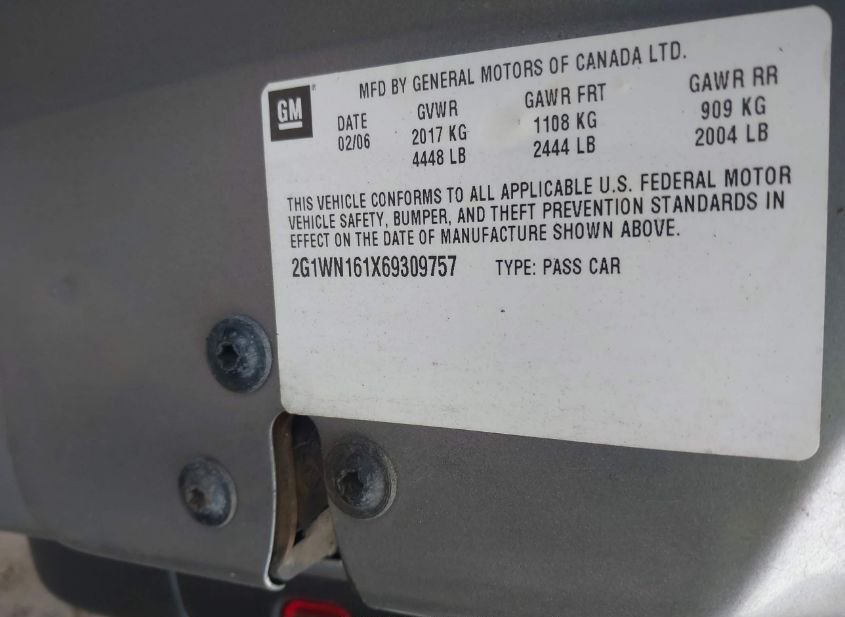 GM
MFD BY GENERAL MOTORS OF CANADA LTD.
DATE GVWR GAWR FRT GAWR RR
02/06 2017 KG 1108 KG 909 KG
4448 LB 2444 LB 2004 LB
THIS VEHICLE CONFORMS TO ALL APPLICABLE U.S. FEDERAL MOTOR
VEHICLE SAFETY, BUMPER, AND THEFT PREVENTION STANDARDS IN
EFFECT ON THE DATE OF MANUFACTURE SHOWN ABOVE.
2G1WN161X69309757 TYPE: PASS CAR